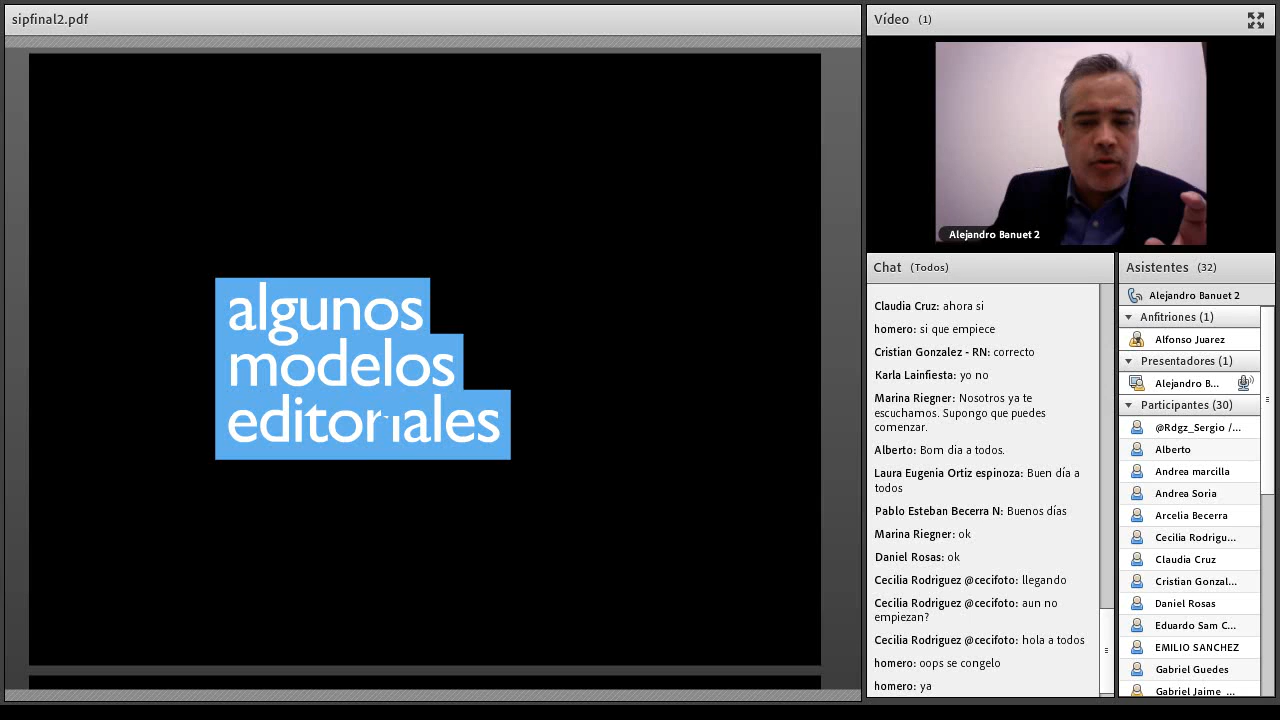 sipfinal2.pdf
algunos
modelos
editoriales
Vídeo (1)
Alejandro Banuet 2
Chat (Todos)
Claudia Cruz: ahora si
homero: si que empiece
Cristian Gonzalez - RN: correcto
Karla Lainfiesta: yo no
Marina Riegner: Nosotros ya te
escuchamos. Supongo que puedes
comenzar.
Alberto: Bom dia a todos.
Laura Eugenia Ortiz espinoza: Buen día a
todos
Pablo Esteban Becerra N: Buenos días
Marina Riegner: ok
Daniel Rosas: ok
Cecilia Rodriguez @cecifoto: llegando
Cecilia Rodriguez @cecifoto: aun no
empiezan?
Cecilia Rodriguez @cecifoto: hola a todos
homero: oops se congelo
homero: ya
Asistentes (32)
Alejandro Banuet 2
Anfitriones (1)
Alfonso Juarez
Presentadores (1)
Alejandro B...
Participantes (30)
@Rdgz_Sergio /...
Alberto
Andrea marcilla
Andrea Soria
Arcelia Becerra
Cecilia Rodrigu...
Claudia Cruz
Cristian Gonzal...
Daniel Rosas
Eduardo Sam C...
EMILIO SANCHEZ
Gabriel Guedes
Gabriel Jaime ...